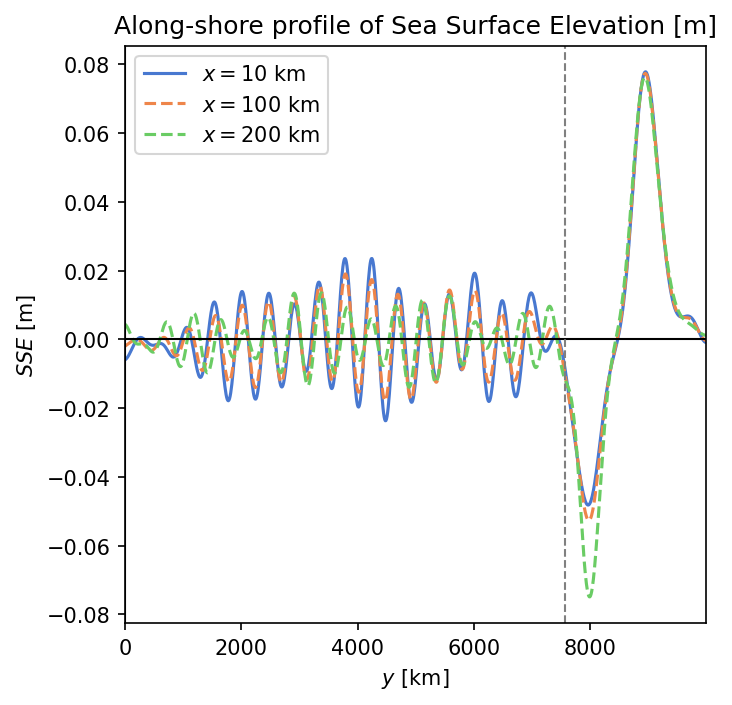 Along-shore profile of Sea Surface Elevation [m]
x = 10 km
x = 100 km
x = 200 km
0.08
0.06
0.04
0.02
0.00
−0.02
−0.04
−0.06
−0.08
SSE [m]
0 2000 4000 6000 8000
y [km]